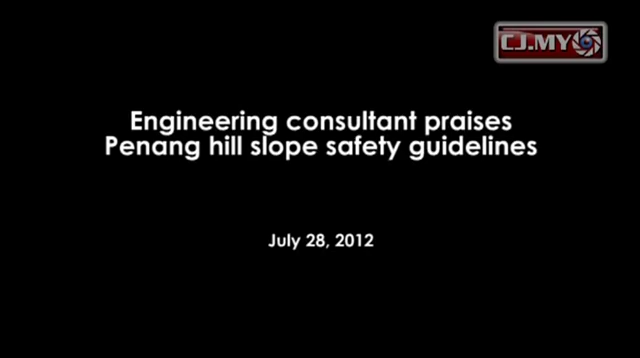 CJ.MY
Engineering consultant praises
Penang hill slope safety guidelines
July 28, 2012